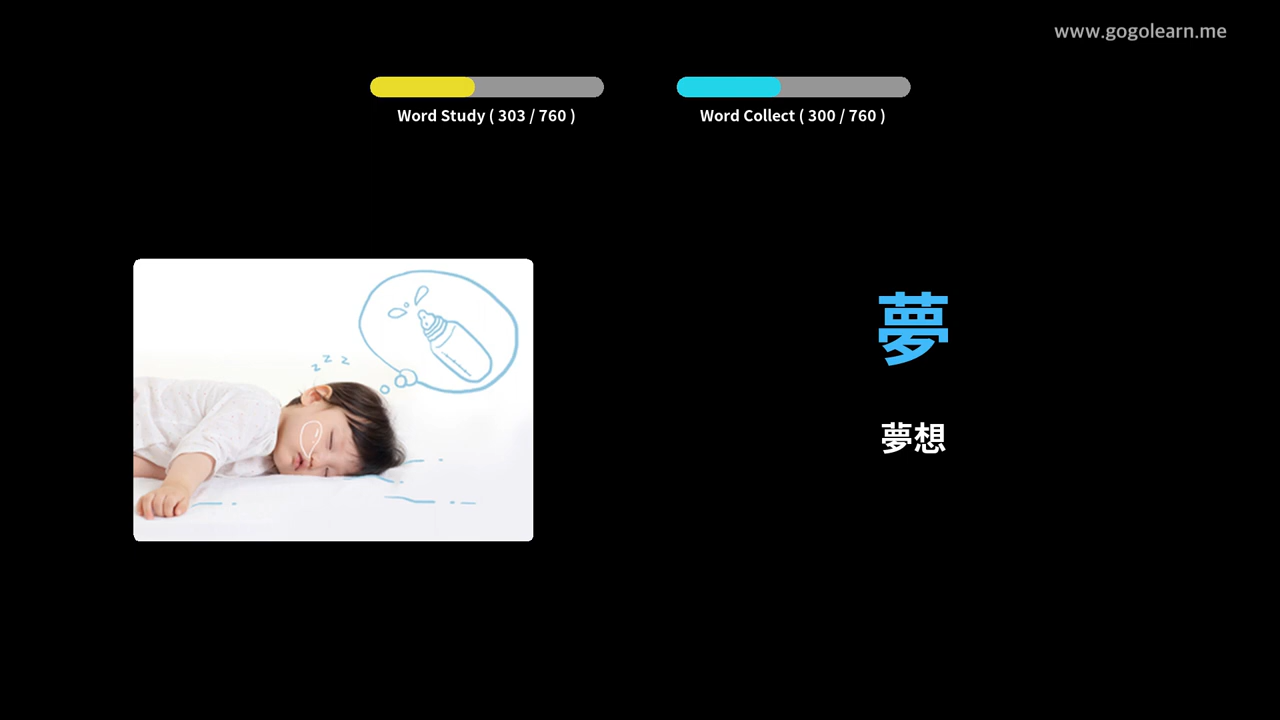 www.gogolearn.me
Word Study ( 303 / 760 )
Word Collect ( 300 / 760 )
z z z
夢
夢想